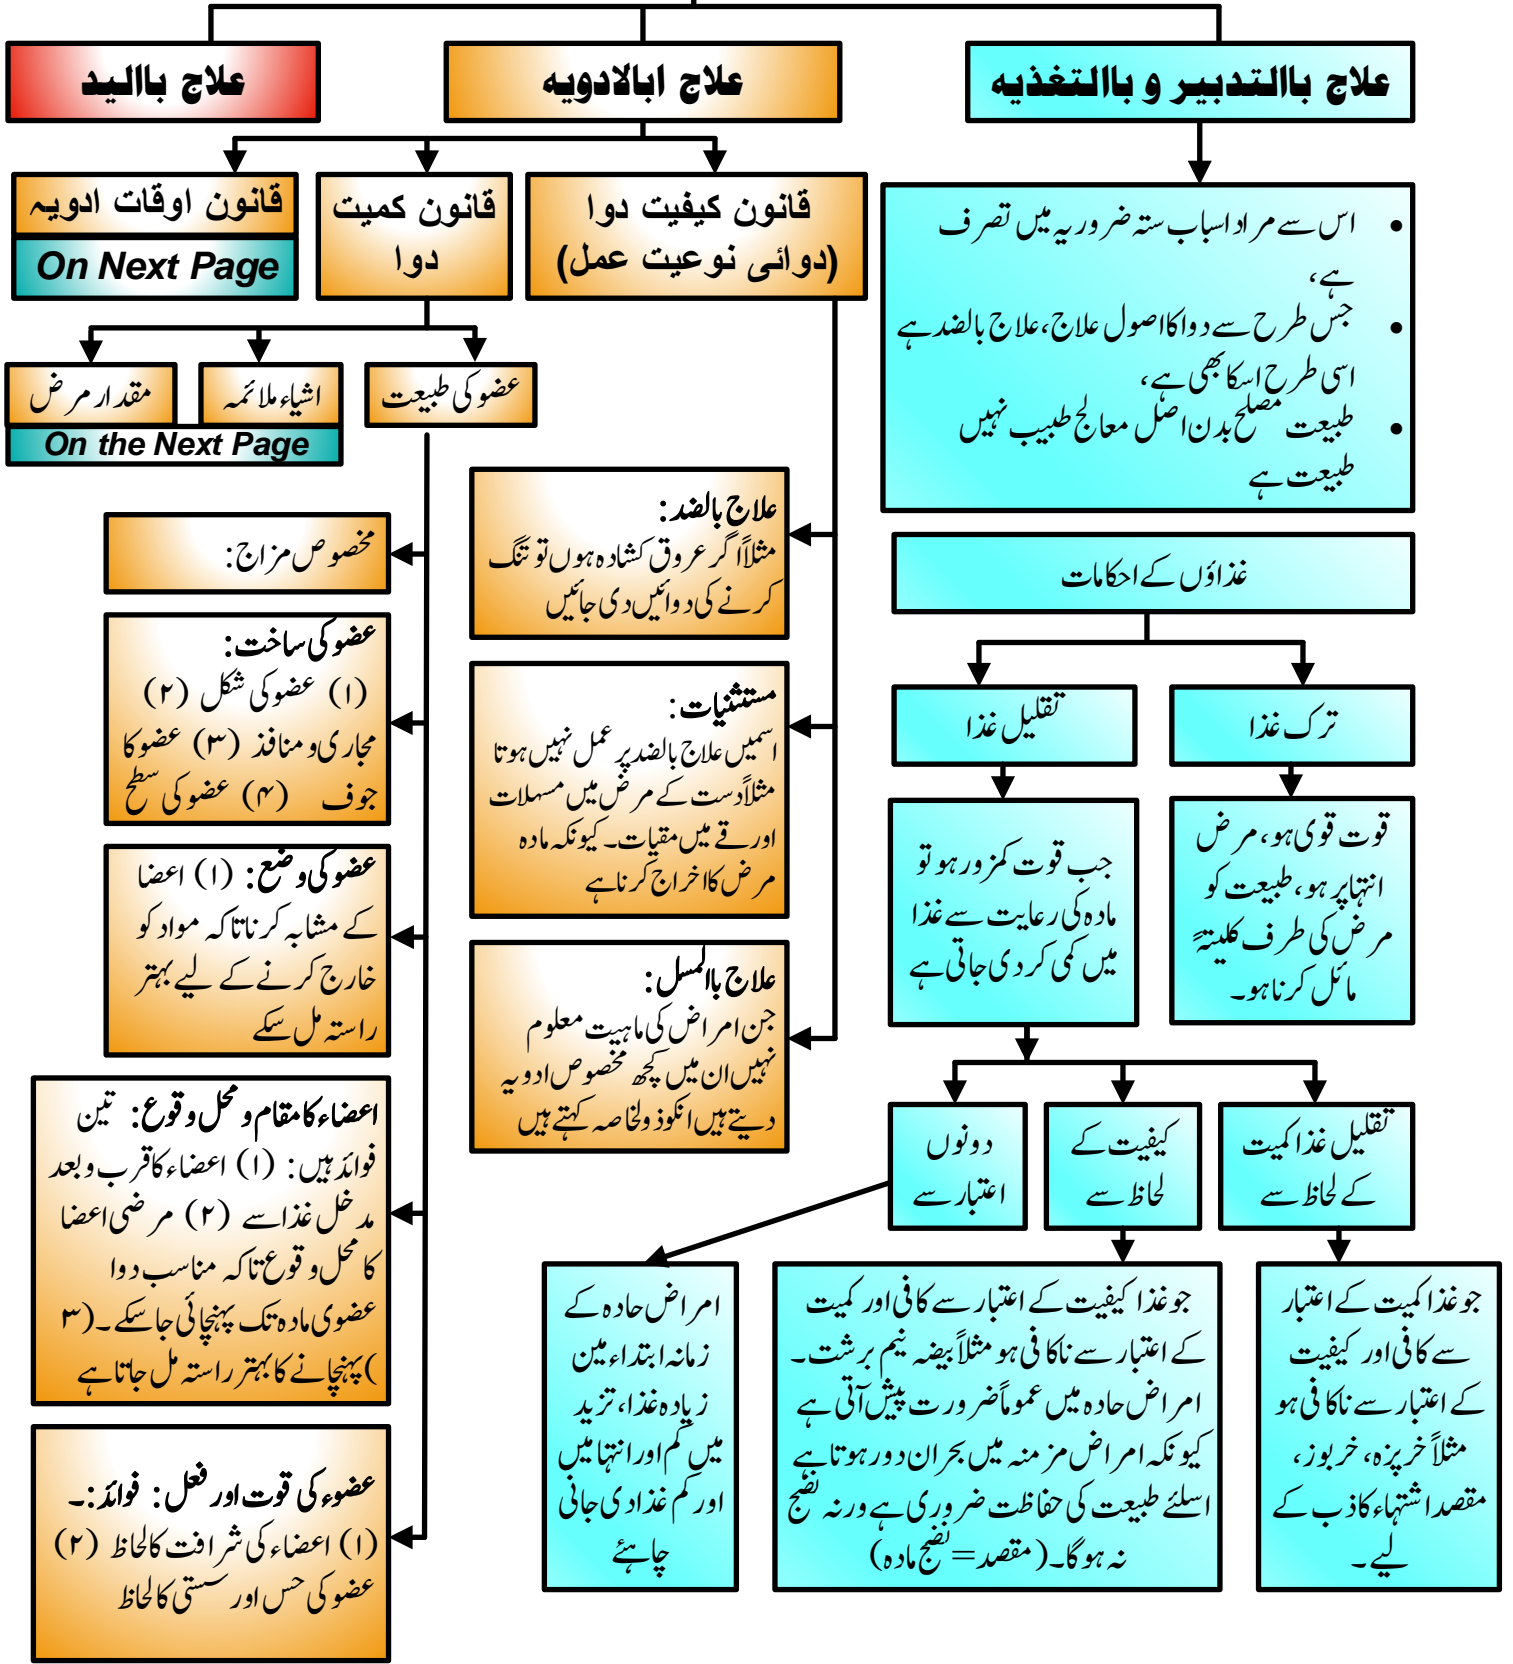 علاج باالتدبیر و باالتغذیه
علاج ابالادویه
علاج باالید
اس سے مراد اسباب ستہ ضروریہ میں تصرف
ہے،
جس طرح سے دوا کا اصول علاج، علاج بالضد ہے
اسی طرح اسکا بھی ہے،
طبیعت مصلح بدن اصل معالج طبیب نہیں
طبیعت ہے
غذاؤں کے احکامات
ترک غذا
تقلیل غذا
قوت قوی ہو، مرض
انتہا پر ہو، طبیعت کو
مرض کی طرف کلیتہً
مائل کرنا ہو۔
جب قوت کمزور ہو تو
مادہ کی رعایت سے غذا
میں کمی کر دی جاتی ہے
تقلیل غذا کمیت
کے لحاظ سے
کیفیت کے
لحاظ سے
دونوں
اعتبار سے
جو غذا کمیت کے اعتبار
سے کافی اور کیفیت
کے اعتبار سے ناکافی ہو
مثلاً خرپزہ، خربوز،
مقصد اشتہاء کاذب کے
لیے۔
جو غذا کیفیت کے اعتبار سے کافی اور کمیت
کے اعتبار سے ناکافی ہو مثلاً بیضہ نیم برشت۔
امراض حادہ میں عموماً ضرورت پیش آتی ہے
کیونکہ امراض مزمنہ میں بحران دور ہوتا ہے
اسلئے طبیعت کی حفاظت ضروری ہے ورنہ نضج
نہ ہوگا۔ (مقصد = نضج مادہ)
امراض حادہ کے
زمانہ ابتداء مین
زیادہ غذا، تزید
میں کم اور انتہا میں
اور کم غذا دی جانی
چاہئے
قانون کیفیت دوا
(دوائی نوعیت عمل)
قانون کمیت
دوا
قانون اوقات ادویہ
On Next Page
علاج بالضد:
مثلاً اگر عروق کشادہ ہوں تو تنگ
کرنے کی دوائیں دی جائیں
مستثنیات:
اسمیں علاج بالضد پر عمل نہیں ہوتا
مثلاً دست کے مرض میں مسہلات
اور قے میں مقیات۔ کیونکہ مادہ
مرض کا اخراج کرنا ہے
علاج باالمسل:
جن امراض کی ماہیت معلوم
نہیں ان میں کچھ مخصوص ادویہ
دیتے ہیں انکو ذولخاصہ کہتے ہیں
عضو کی طبیعت
اشیاء ملائمہ
مقدار مرض
On the Next Page
مخصوص مزاج:
عضو کی ساخت:
(۱) عضو کی شکل (۲)
مجاری و منافذ (۳) عضو کا
جوف (۴) عضو کی سطح
عضو کی وضع: (۱) اعضا
کے مشابہ کرنا تاکہ مواد کو
خارج کرنے کے لیے بہتر
راستہ مل سکے
اعضاء کا مقام و محل وقوع: تین
فوائد ہیں: (۱) اعضاء کا قرب و بعد
مدخل غذا سے (۲) مرضی اعضا
کا محل وقوع تاکہ مناسب دوا
عضوی مادہ تک پہنچائی جاسکے۔ (۳
) پہنچانے کا بہتر راستہ مل جاتا ہے
عضوء کی قوت اور فعل: فوائد:۔
(۱) اعضاء کی شرافت کا لحاظ (۲)
عضو کی حس اور سستی کا لحاظ